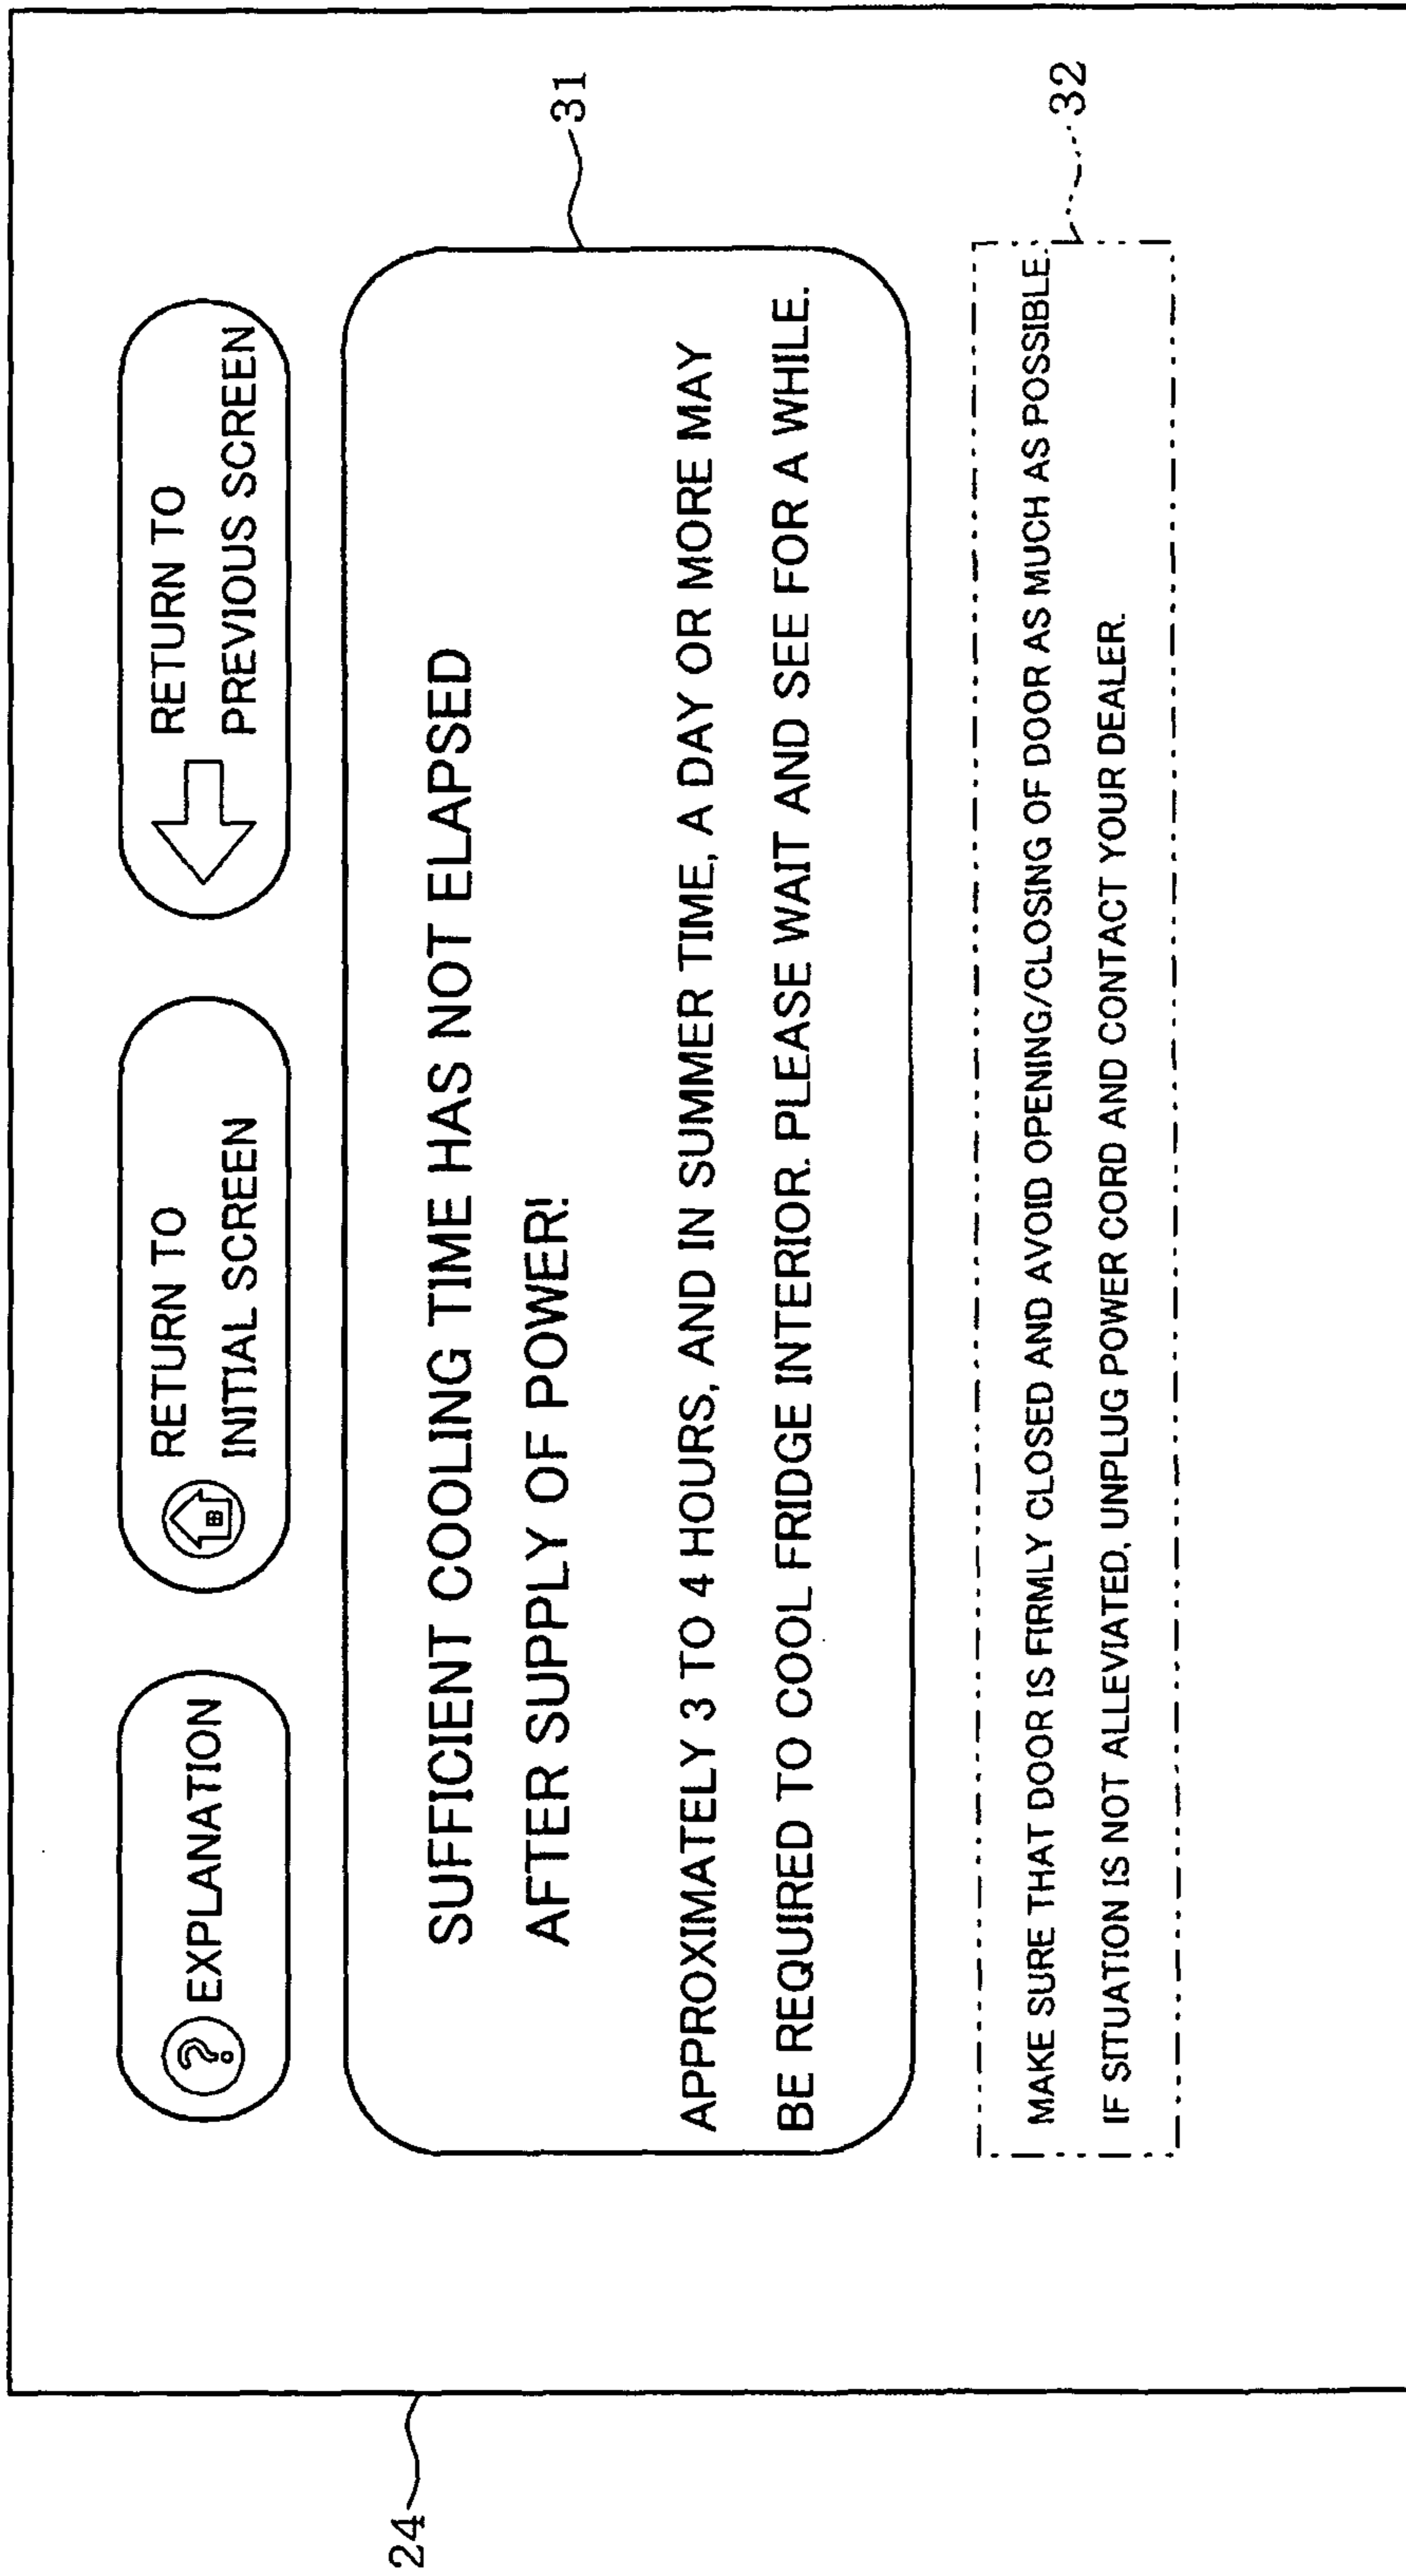 24
? EXPLANATION
RETURN TO
INITIAL SCREEN
RETURN TO
PREVIOUS SCREEN
SUFFICIENT COOLING TIME HAS NOT ELAPSED
AFTER SUPPLY OF POWER!
APPROXIMATELY 3 TO 4 HOURS, AND IN SUMMER TIME, A DAY OR MORE MAY
BE REQUIRED TO COOL FRIDGE INTERIOR. PLEASE WAIT AND SEE FOR A WHILE.
31
MAKE SURE THAT DOOR IS FIRMLY CLOSED AND AVOID OPENING/CLOSING OF DOOR AS MUCH AS POSSIBLE.
IF SITUATION IS NOT ALLEVIATED, UNPLUG POWER CORD AND CONTACT YOUR DEALER.
32